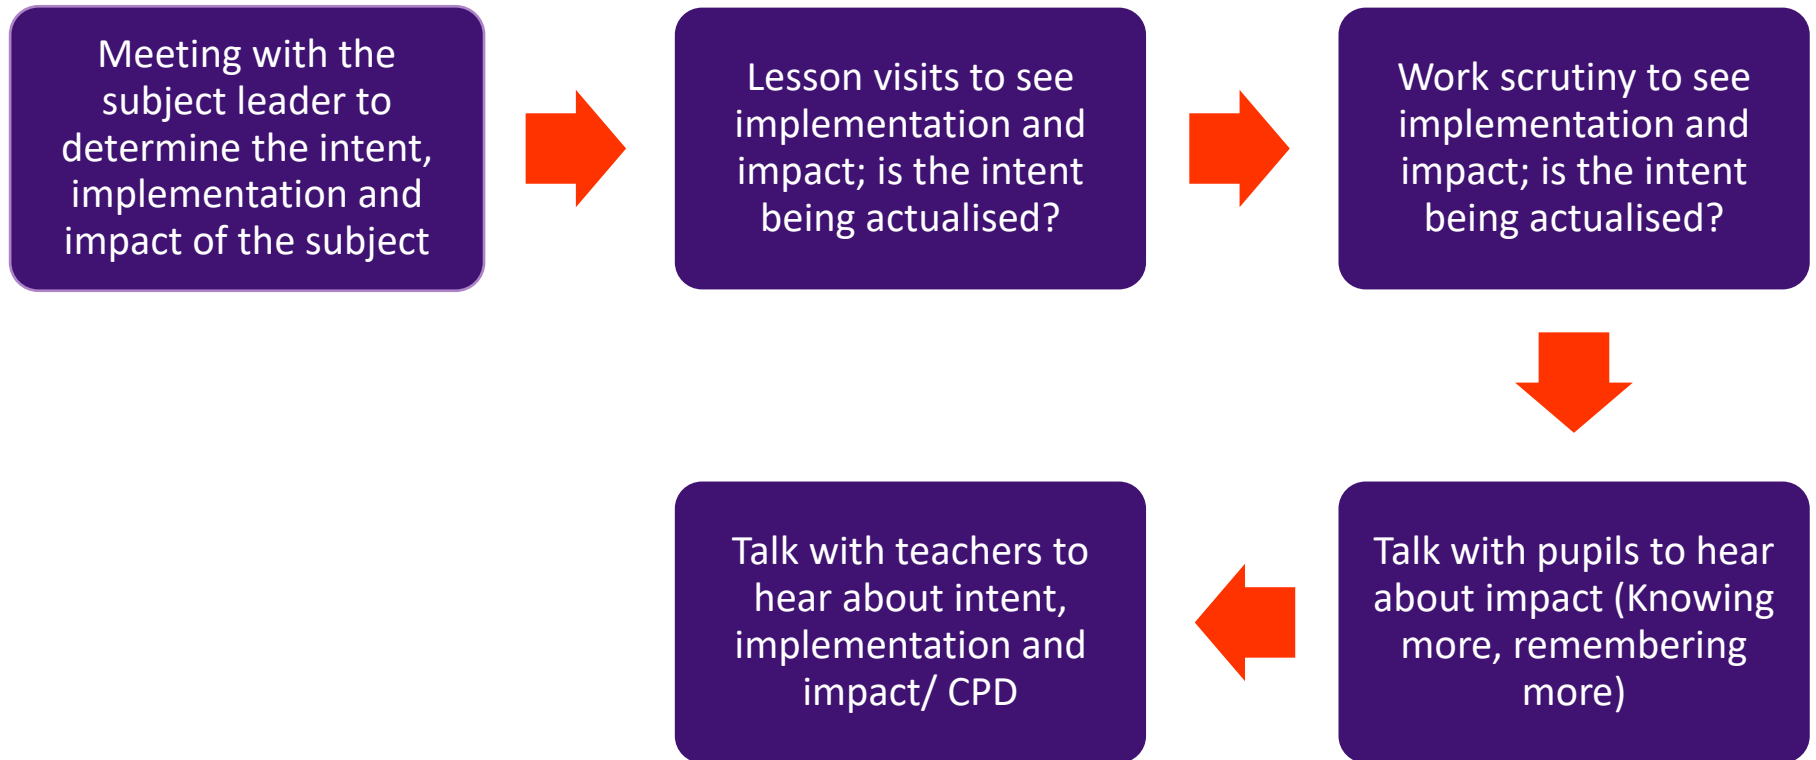 Meeting with the
subject leader to
determine the intent,
implementation and
impact of the subject
Lesson visits to see
implementation and
impact; is the intent
being actualised?
Work scrutiny to see
implementation and
impact; is the intent
being actualised?
Talk with pupils to hear
about impact (Knowing
more, remembering
more)
Talk with teachers to
hear about intent,
implementation and
impact/ CPD